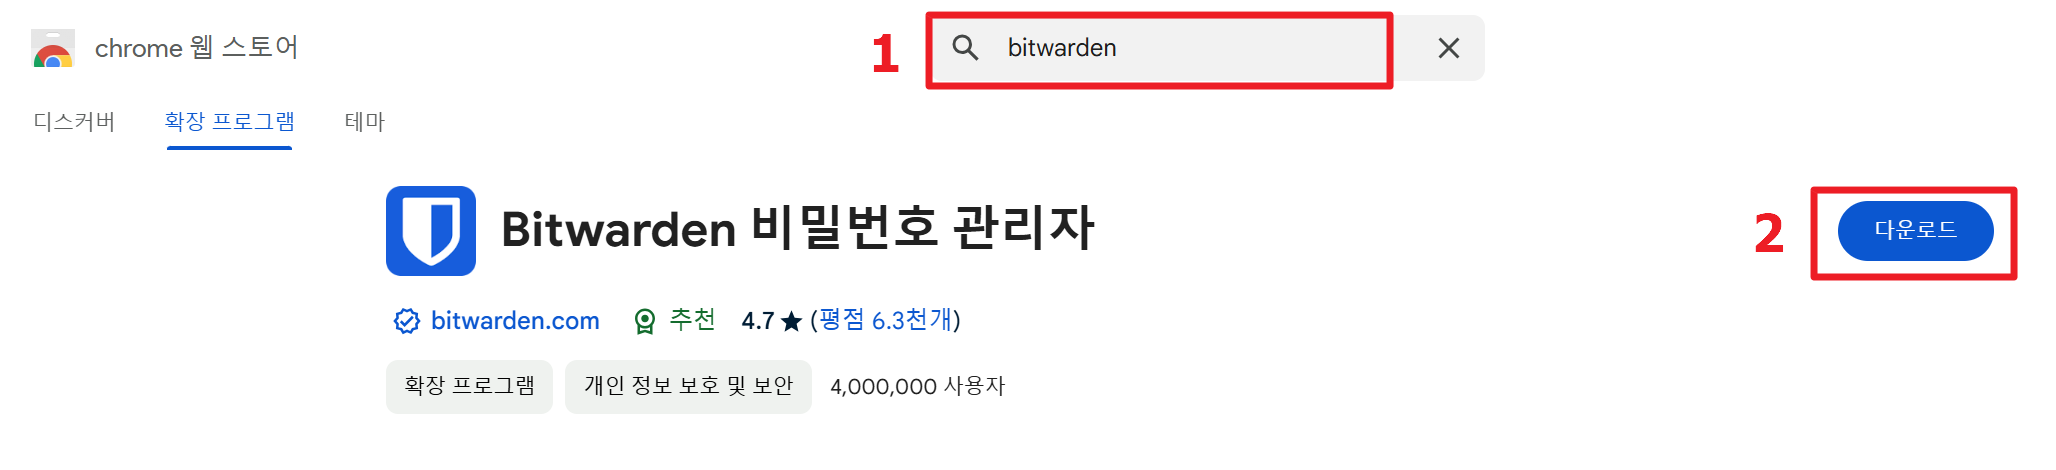 chrome 웹 스토어
1
bitwarden
디스커버 확장 프로그램 테마
Bitwarden 비밀번호 관리자
2
다운로드
bitwarden.com 추천 4.7 ★ (평점 6.3천개)
확장 프로그램 개인 정보 보호 및 보안 4,000,000 사용자